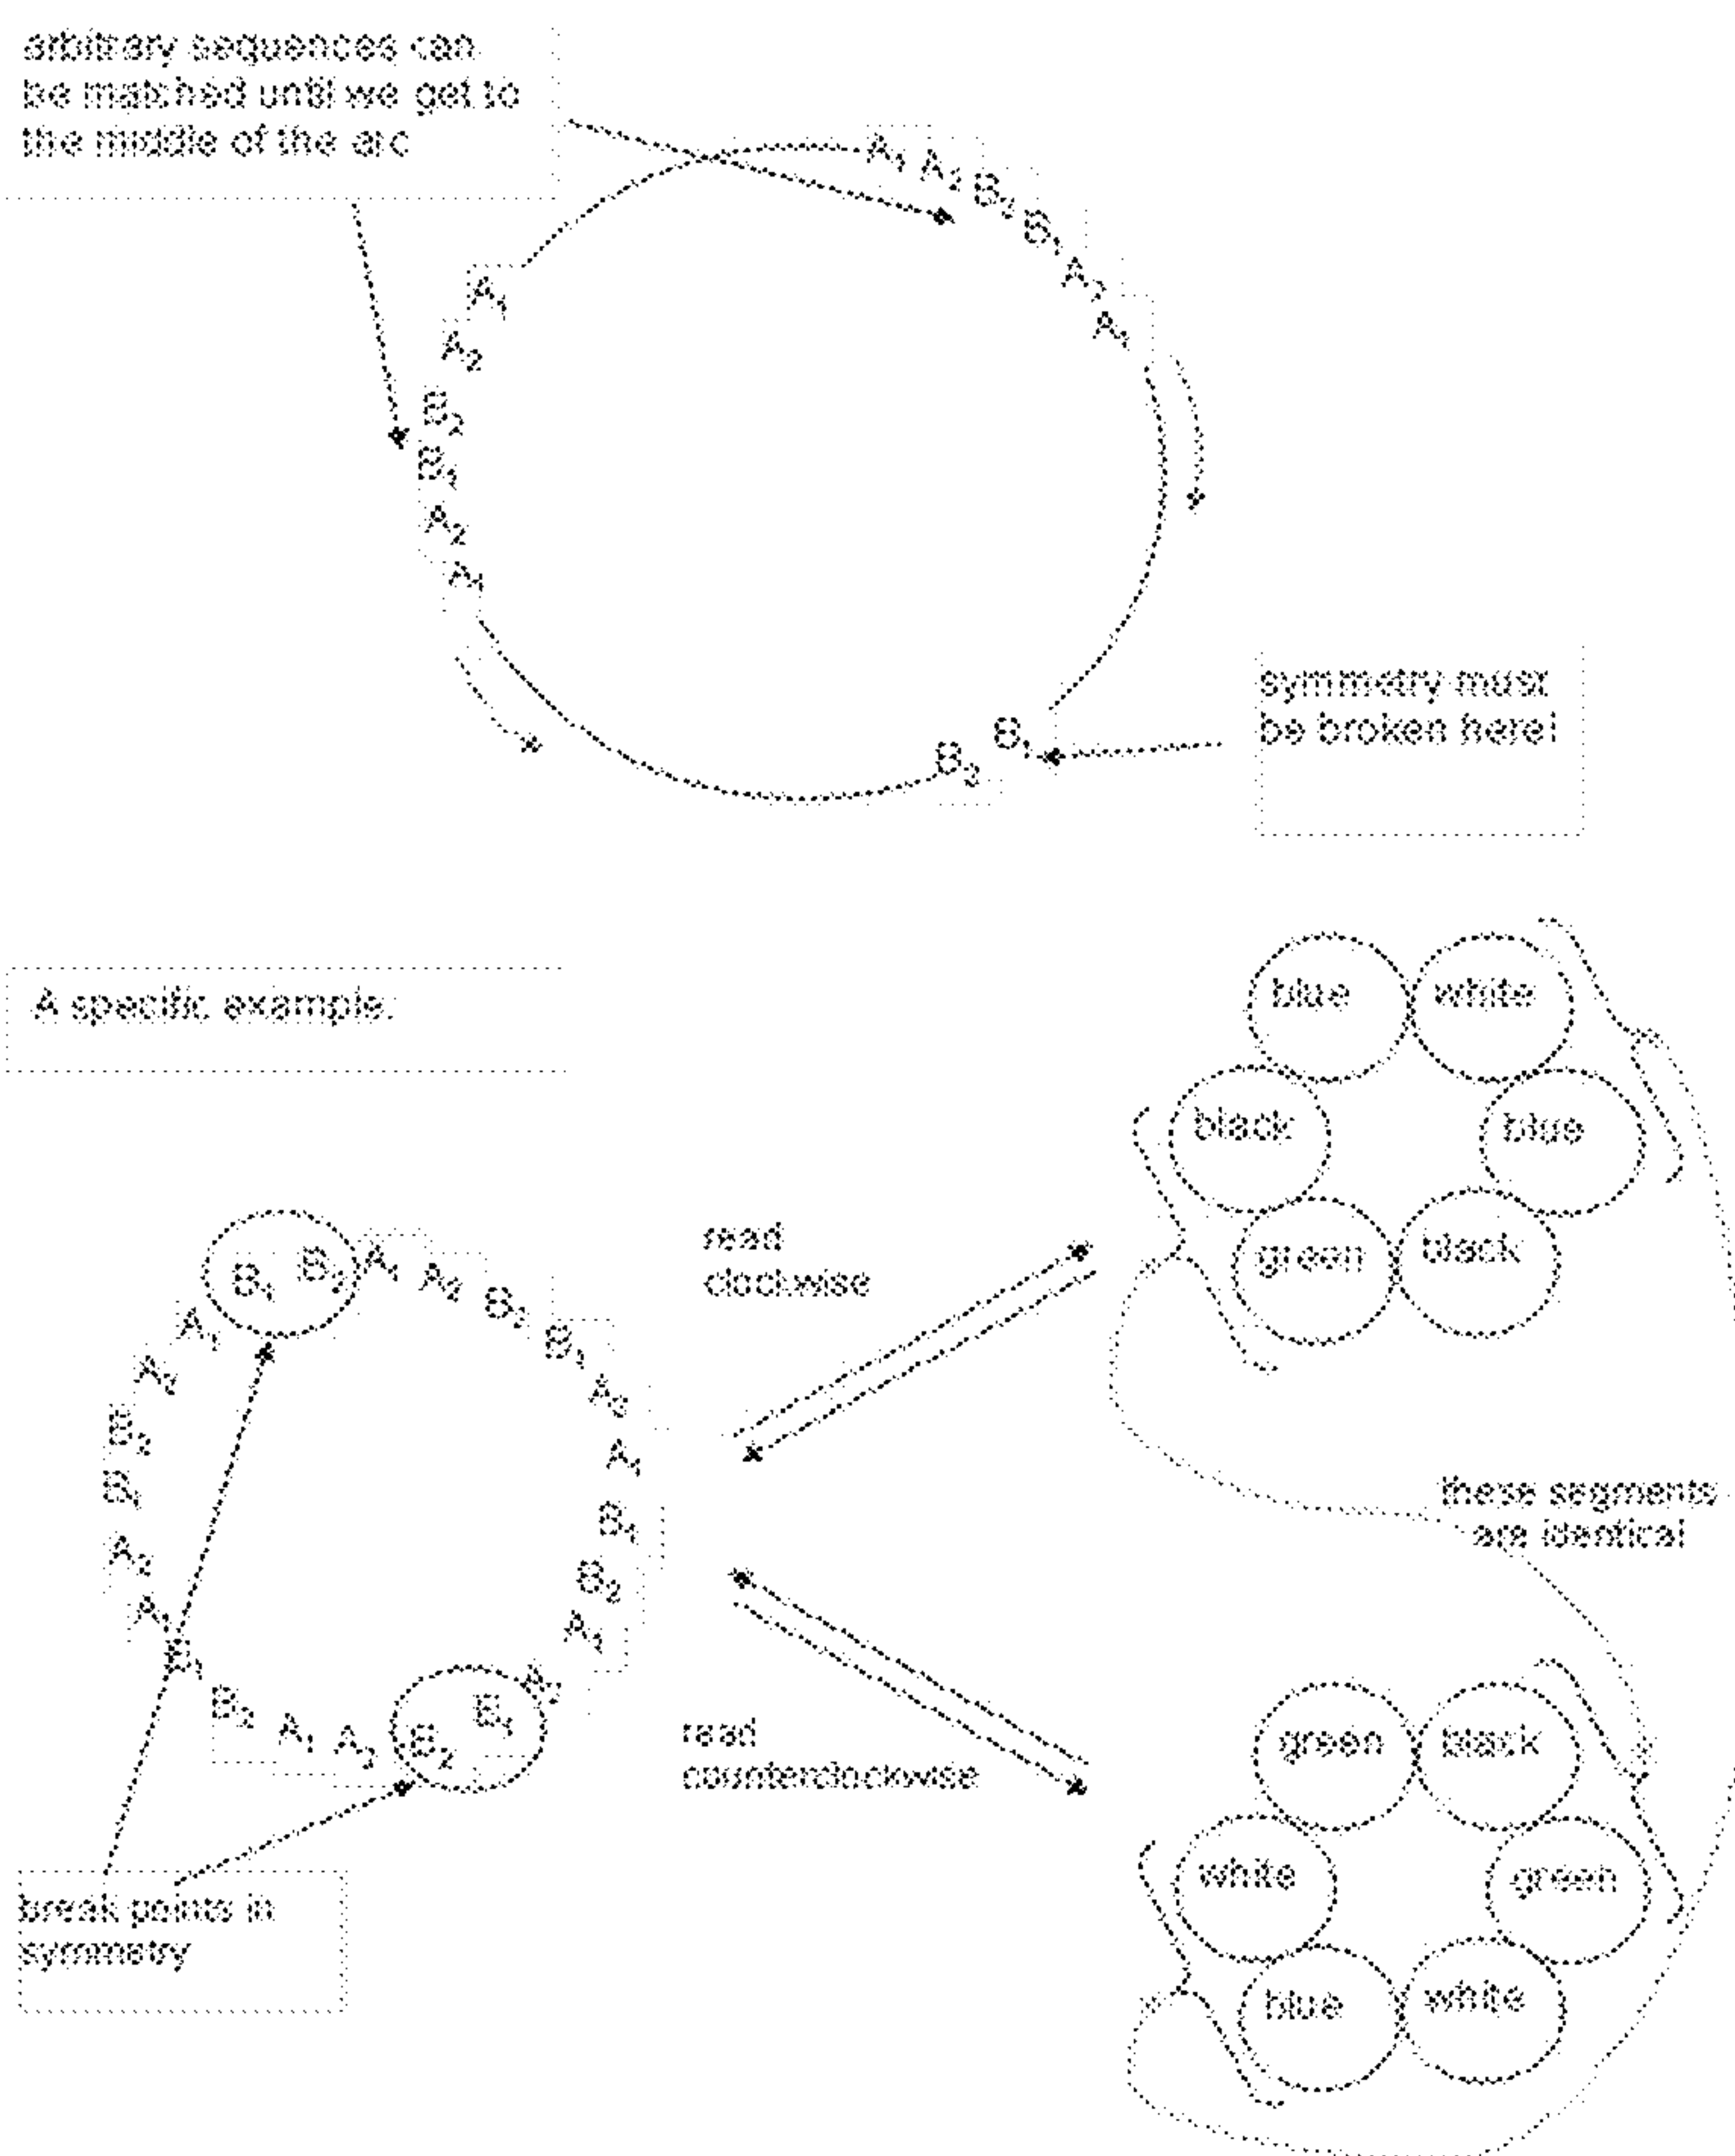 arbitrary sequences can
be matched until we get to
the middle of the arc
A₁ A₂ B₂ B₁ A₂ A₁
A₁
A₂
B₂
B₁
A₂
A₁
symmetry must
be broken here!
B₂ B₁
A specific example:
blue white
black blue
green black
read
clockwise
B₁ B₂ A₁ A₂ B₂ B₁ A₂ A₁ B₁ B₂ A₁ A₂ B₁ B₂ A₂ A₁ B₂ B₁ A₁ A₂ B₁ B₂ A₂ A₁
these segments
are identical
read
counterclockwise
green black
white green
blue white
break points in
symmetry